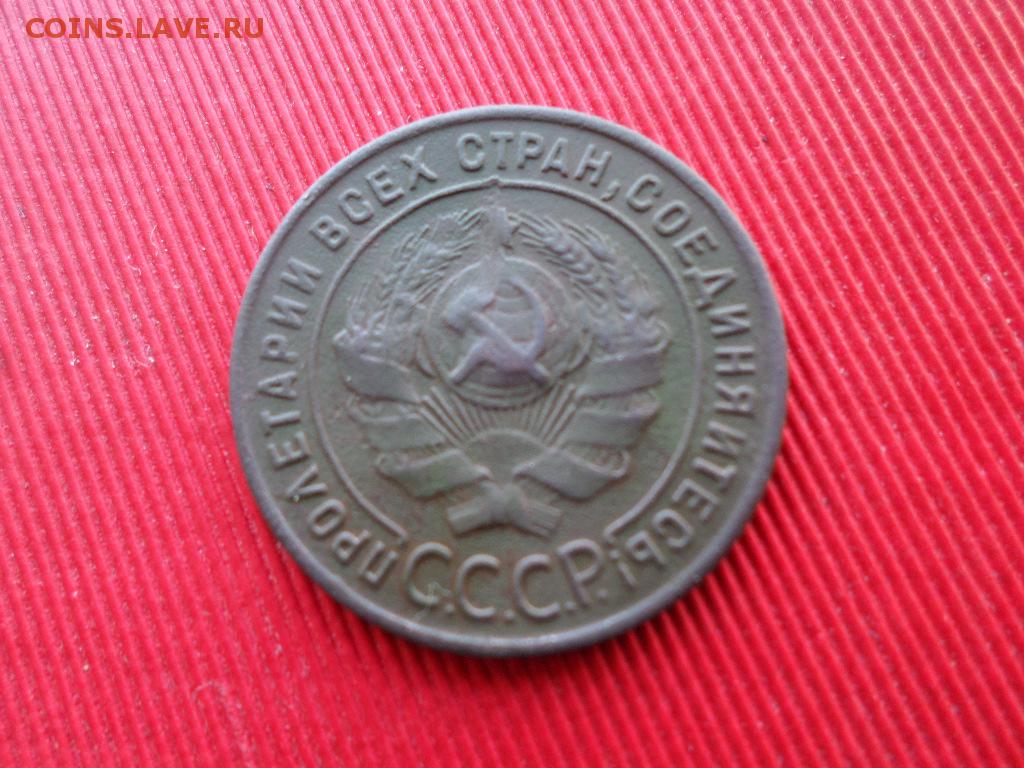 COINS.LAVE.RU
ПРОЛЕТАРИИ ВСЕХ СТРАН, СОЕДИНЯЙТЕСЬ!
С.С.С.Р.